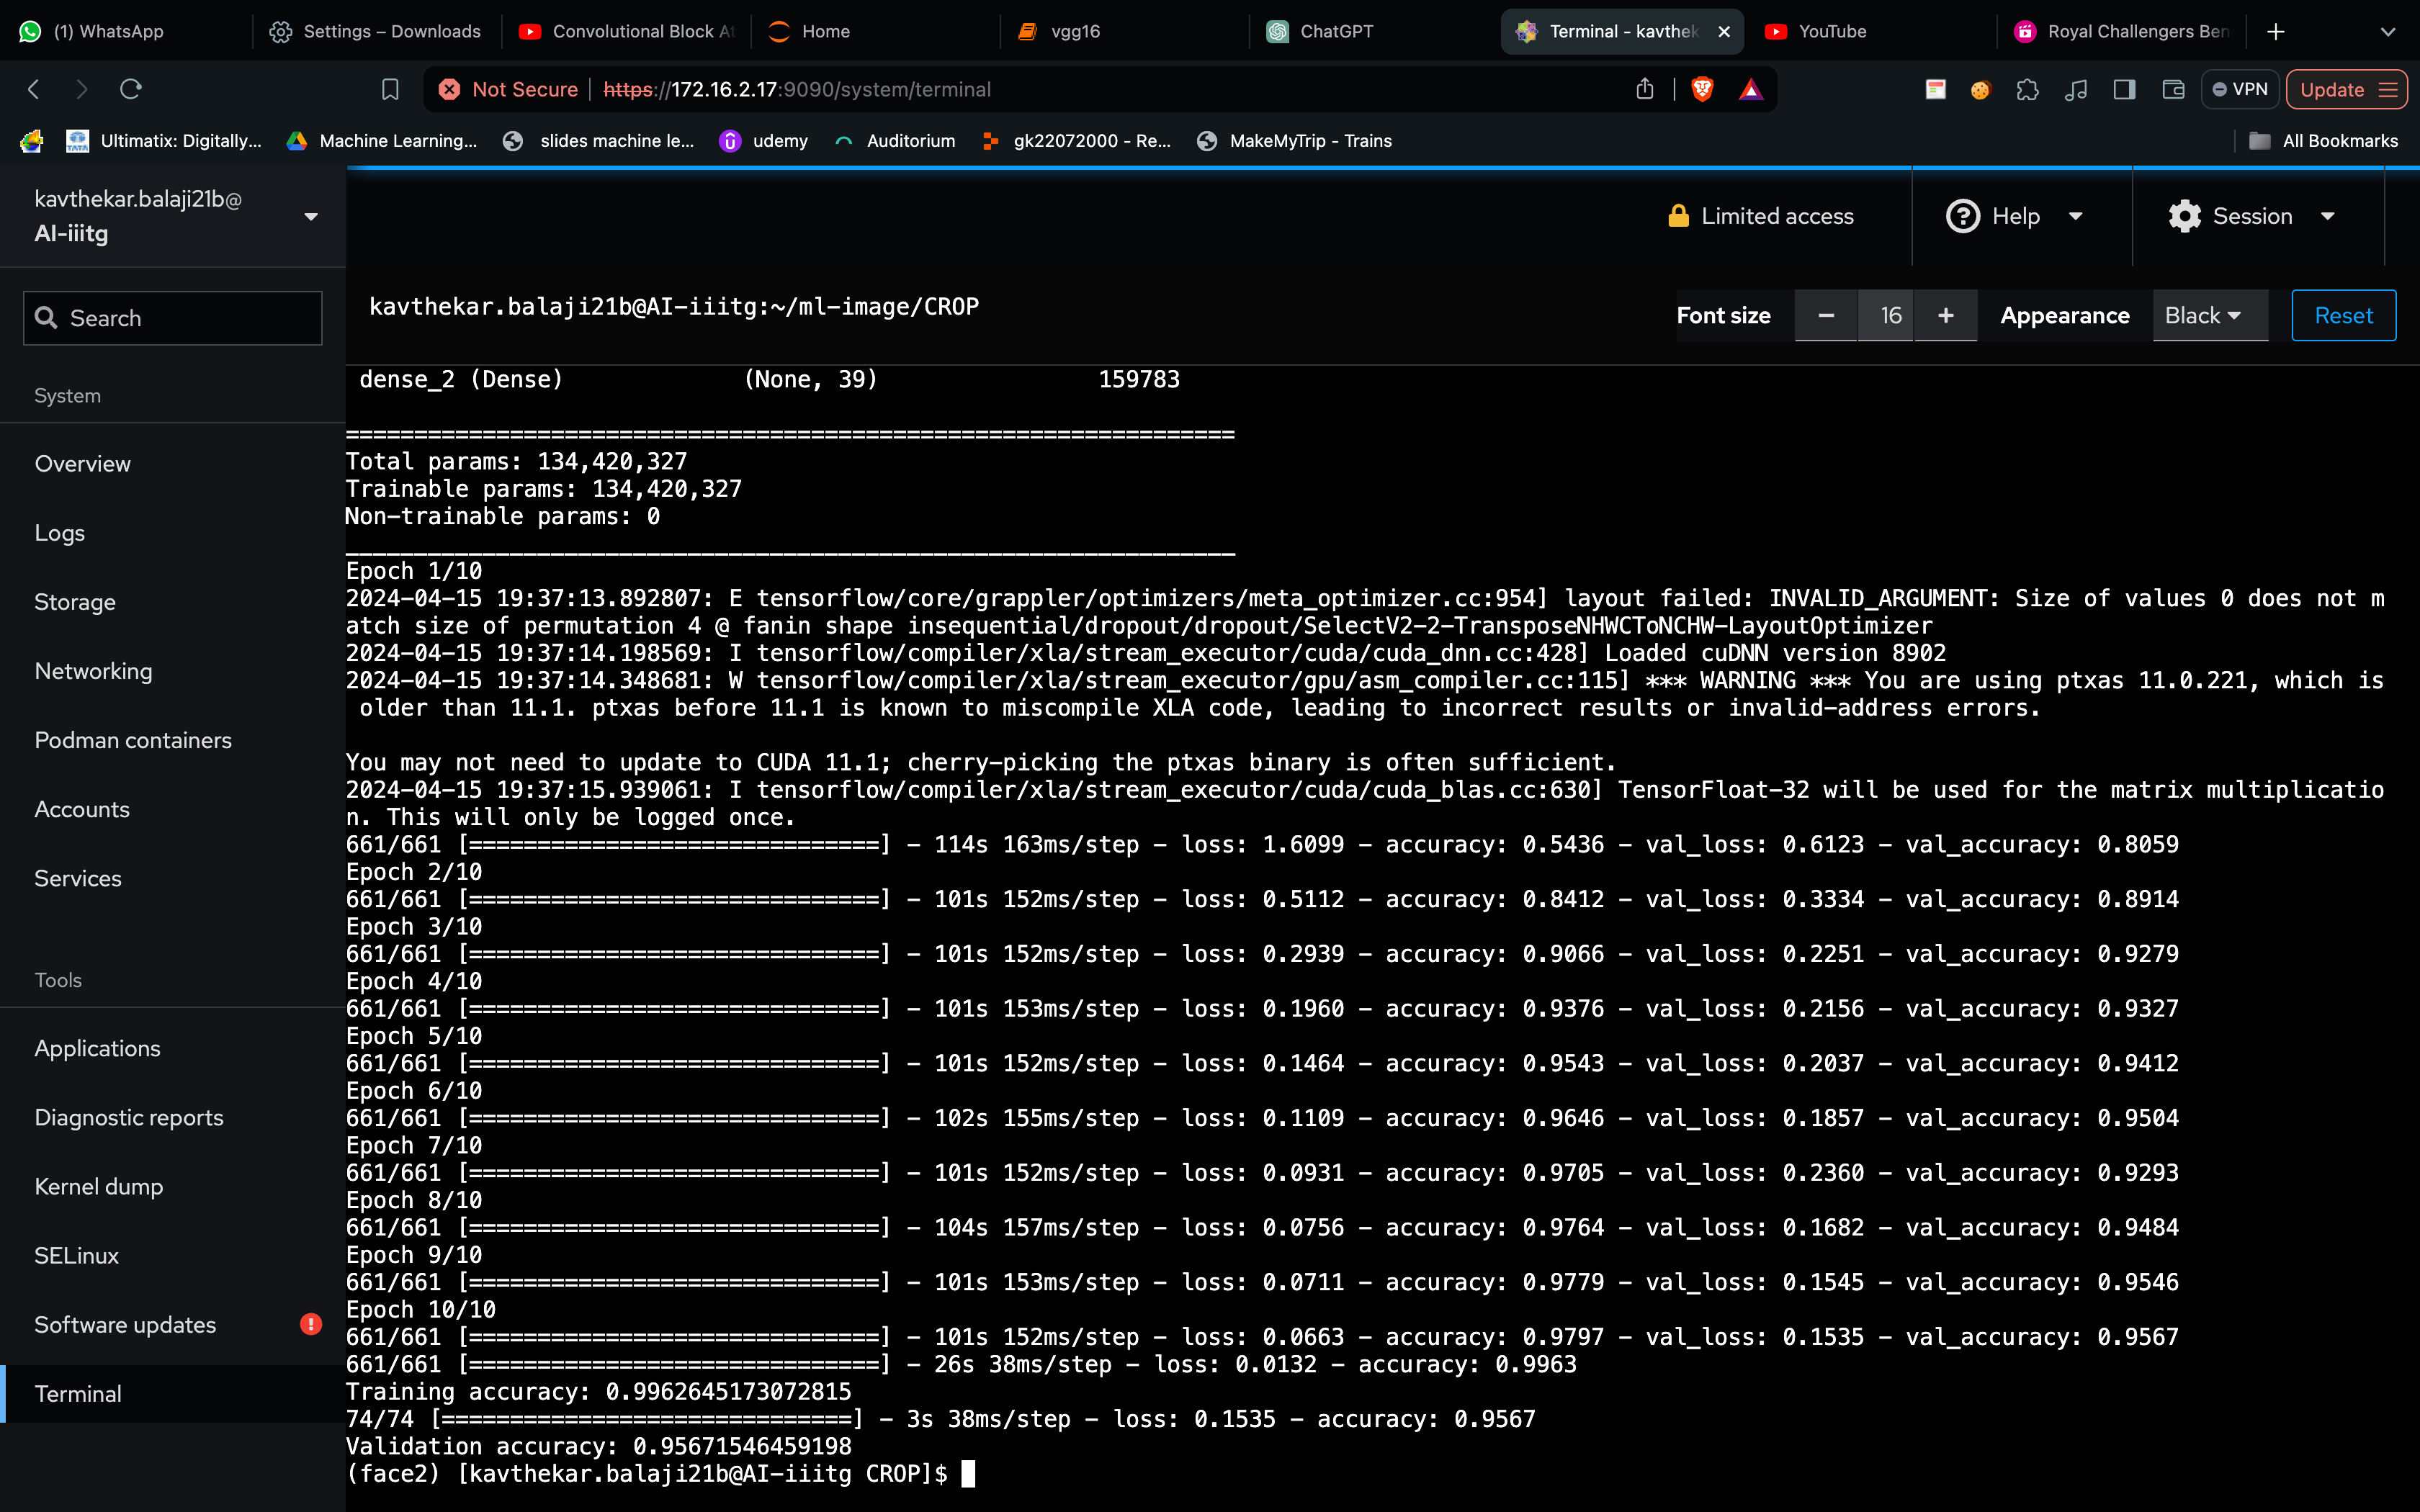 (1) WhatsApp
Settings – Downloads
Convolutional Block At
Home
vgg16
ChatGPT
Terminal - kavthek
YouTube
Royal Challengers Ben
Not Secure
https://172.16.2.17:9090/system/terminal
VPN
Update
TATA
Ultimatix: Digitally...
Machine Learning...
slides machine le...
udemy
Auditorium
gk22072000 - Re...
MakeMyTrip - Trains
All Bookmarks
kavthekar.balaji21b@
AI-iiitg
Limited access
Help
Session
Search
System
Overview
Logs
Storage
Networking
Podman containers
Accounts
Services
Tools
Applications
Diagnostic reports
Kernel dump
SELinux
Software updates
Terminal
kavthekar.balaji21b@AI-iiitg:~/ml-image/CROP
Font size
16
Appearance
Black
Reset
dense_2 (Dense) (None, 39) 159783
=================================================================
Total params: 134,420,327
Trainable params: 134,420,327
Non-trainable params: 0
_________________________________________________________________
Epoch 1/10
2024-04-15 19:37:13.892807: E tensorflow/core/grappler/optimizers/meta_optimizer.cc:954] layout failed: INVALID_ARGUMENT: Size of values 0 does not m
atch size of permutation 4 @ fanin shape insequential/dropout/dropout/SelectV2-2-TransposeNHWCToNCHW-LayoutOptimizer
2024-04-15 19:37:14.198569: I tensorflow/compiler/xla/stream_executor/cuda/cuda_dnn.cc:428] Loaded cuDNN version 8902
2024-04-15 19:37:14.348681: W tensorflow/compiler/xla/stream_executor/gpu/asm_compiler.cc:115] *** WARNING *** You are using ptxas 11.0.221, which is
older than 11.1. ptxas before 11.1 is known to miscompile XLA code, leading to incorrect results or invalid-address errors.
You may not need to update to CUDA 11.1; cherry-picking the ptxas binary is often sufficient.
2024-04-15 19:37:15.939061: I tensorflow/compiler/xla/stream_executor/cuda/cuda_blas.cc:630] TensorFloat-32 will be used for the matrix multiplicatio
n. This will only be logged once.
661/661 [==============================] - 114s 163ms/step - loss: 1.6099 - accuracy: 0.5436 - val_loss: 0.6123 - val_accuracy: 0.8059
Epoch 2/10
661/661 [==============================] - 101s 152ms/step - loss: 0.5112 - accuracy: 0.8412 - val_loss: 0.3334 - val_accuracy: 0.8914
Epoch 3/10
661/661 [==============================] - 101s 152ms/step - loss: 0.2939 - accuracy: 0.9066 - val_loss: 0.2251 - val_accuracy: 0.9279
Epoch 4/10
661/661 [==============================] - 101s 153ms/step - loss: 0.1960 - accuracy: 0.9376 - val_loss: 0.2156 - val_accuracy: 0.9327
Epoch 5/10
661/661 [==============================] - 101s 152ms/step - loss: 0.1464 - accuracy: 0.9543 - val_loss: 0.2037 - val_accuracy: 0.9412
Epoch 6/10
661/661 [==============================] - 102s 155ms/step - loss: 0.1109 - accuracy: 0.9646 - val_loss: 0.1857 - val_accuracy: 0.9504
Epoch 7/10
661/661 [==============================] - 101s 152ms/step - loss: 0.0931 - accuracy: 0.9705 - val_loss: 0.2360 - val_accuracy: 0.9293
Epoch 8/10
661/661 [==============================] - 104s 157ms/step - loss: 0.0756 - accuracy: 0.9764 - val_loss: 0.1682 - val_accuracy: 0.9484
Epoch 9/10
661/661 [==============================] - 101s 153ms/step - loss: 0.0711 - accuracy: 0.9779 - val_loss: 0.1545 - val_accuracy: 0.9546
Epoch 10/10
661/661 [==============================] - 101s 152ms/step - loss: 0.0663 - accuracy: 0.9797 - val_loss: 0.1535 - val_accuracy: 0.9567
661/661 [==============================] - 26s 38ms/step - loss: 0.0132 - accuracy: 0.9963
Training accuracy: 0.9962645173072815
74/74 [==============================] - 3s 38ms/step - loss: 0.1535 - accuracy: 0.9567
Validation accuracy: 0.95671546459198
(face2) [kavthekar.balaji21b@AI-iiitg CROP]$